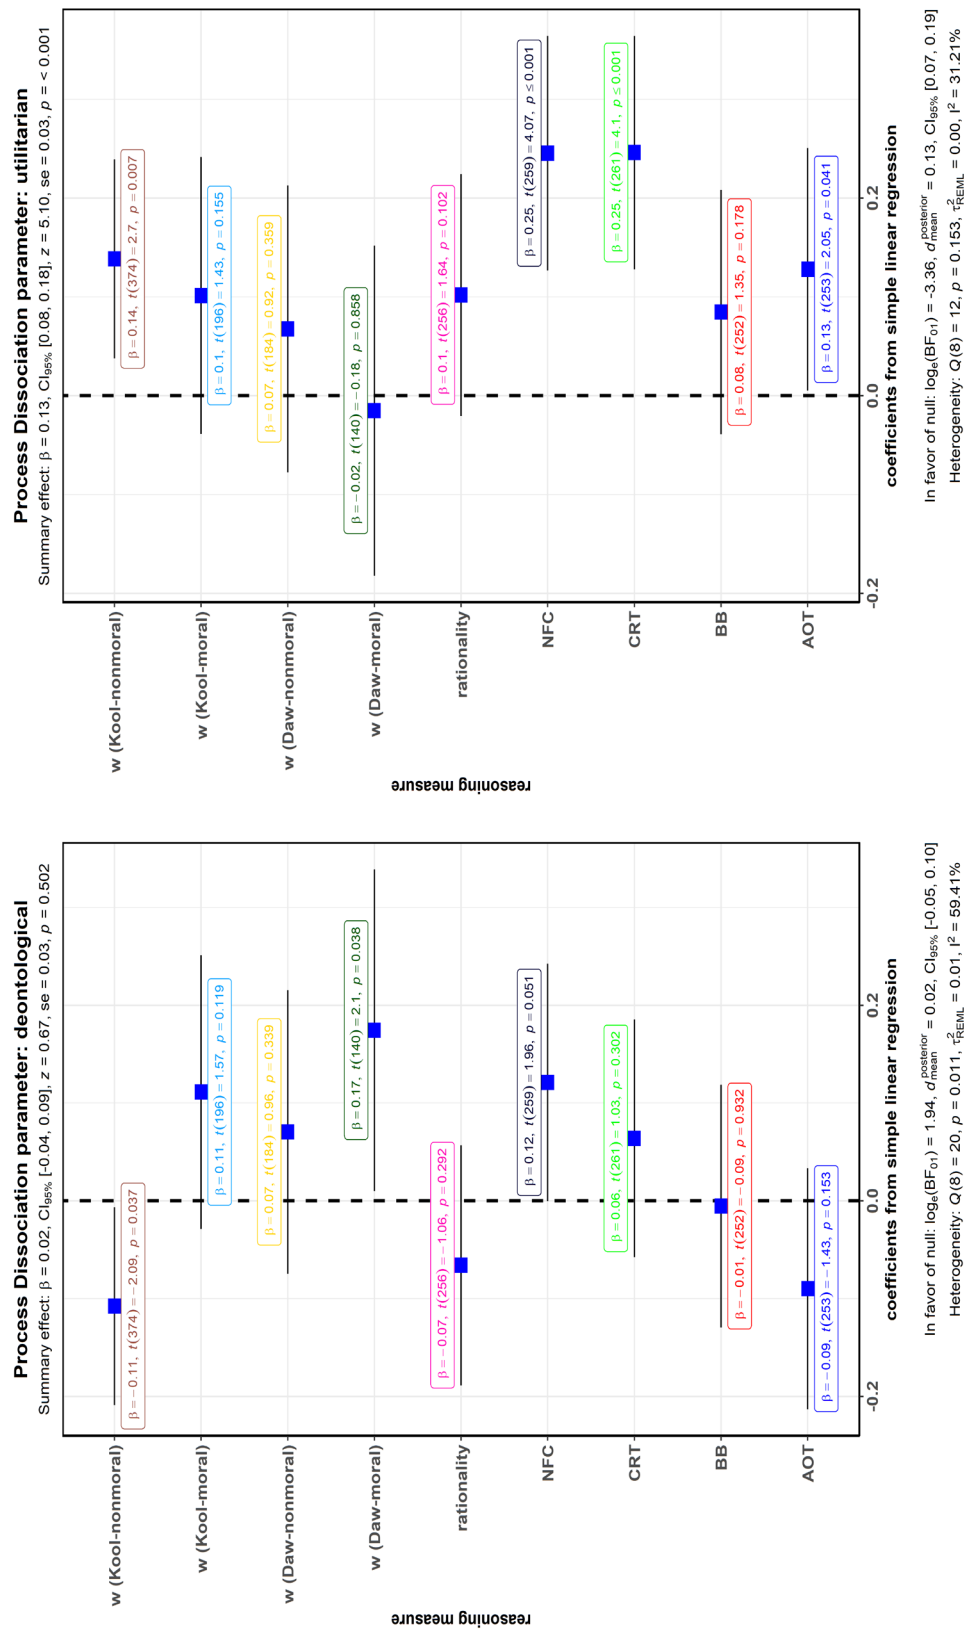 Process Dissociation parameter: deontological
Summary effect: β = 0.02, CI95% [-0.04, 0.09], z = 0.67, se = 0.03, p = 0.502
reasoning measure
w (Kool-nonmoral)
β = −0.11, t(374) = −2.09, p = 0.037
w (Kool-moral)
β = 0.11, t(196) = 1.57, p = 0.119
w (Daw-nonmoral)
β = 0.07, t(184) = 0.96, p = 0.339
w (Daw-moral)
β = 0.17, t(140) = 2.1, p = 0.038
rationality
β = −0.07, t(256) = −1.06, p = 0.292
NFC
β = 0.12, t(259) = 1.96, p = 0.051
CRT
β = 0.06, t(261) = 1.03, p = 0.302
BB
β = −0.01, t(252) = −0.09, p = 0.932
AOT
β = −0.09, t(253) = −1.43, p = 0.153
-0.2 0.0 0.2
coefficients from simple linear regression
In favor of null: loge(BF01) = 1.94, d posterior mean = 0.02, CI95% [-0.05, 0.10]
Heterogeneity: Q(8) = 20, p = 0.011, τ²REML = 0.01, I² = 59.41%
Process Dissociation parameter: utilitarian
Summary effect: β = 0.13, CI95% [0.08, 0.18], z = 5.10, se = 0.03, p = < 0.001
reasoning measure
w (Kool-nonmoral)
β = 0.14, t(374) = 2.7, p = 0.007
w (Kool-moral)
β = 0.1, t(196) = 1.43, p = 0.155
w (Daw-nonmoral)
β = 0.07, t(184) = 0.92, p = 0.359
w (Daw-moral)
β = −0.02, t(140) = −0.18, p = 0.858
rationality
β = 0.1, t(256) = 1.64, p = 0.102
NFC
β = 0.25, t(259) = 4.07, p ≤ 0.001
CRT
β = 0.25, t(261) = 4.1, p ≤ 0.001
BB
β = 0.08, t(252) = 1.35, p = 0.178
AOT
β = 0.13, t(253) = 2.05, p = 0.041
-0.2 0.0 0.2
coefficients from simple linear regression
In favor of null: loge(BF01) = -3.36, d posterior mean = 0.13, CI95% [0.07, 0.19]
Heterogeneity: Q(8) = 12, p = 0.153, τ²REML = 0.00, I² = 31.21%